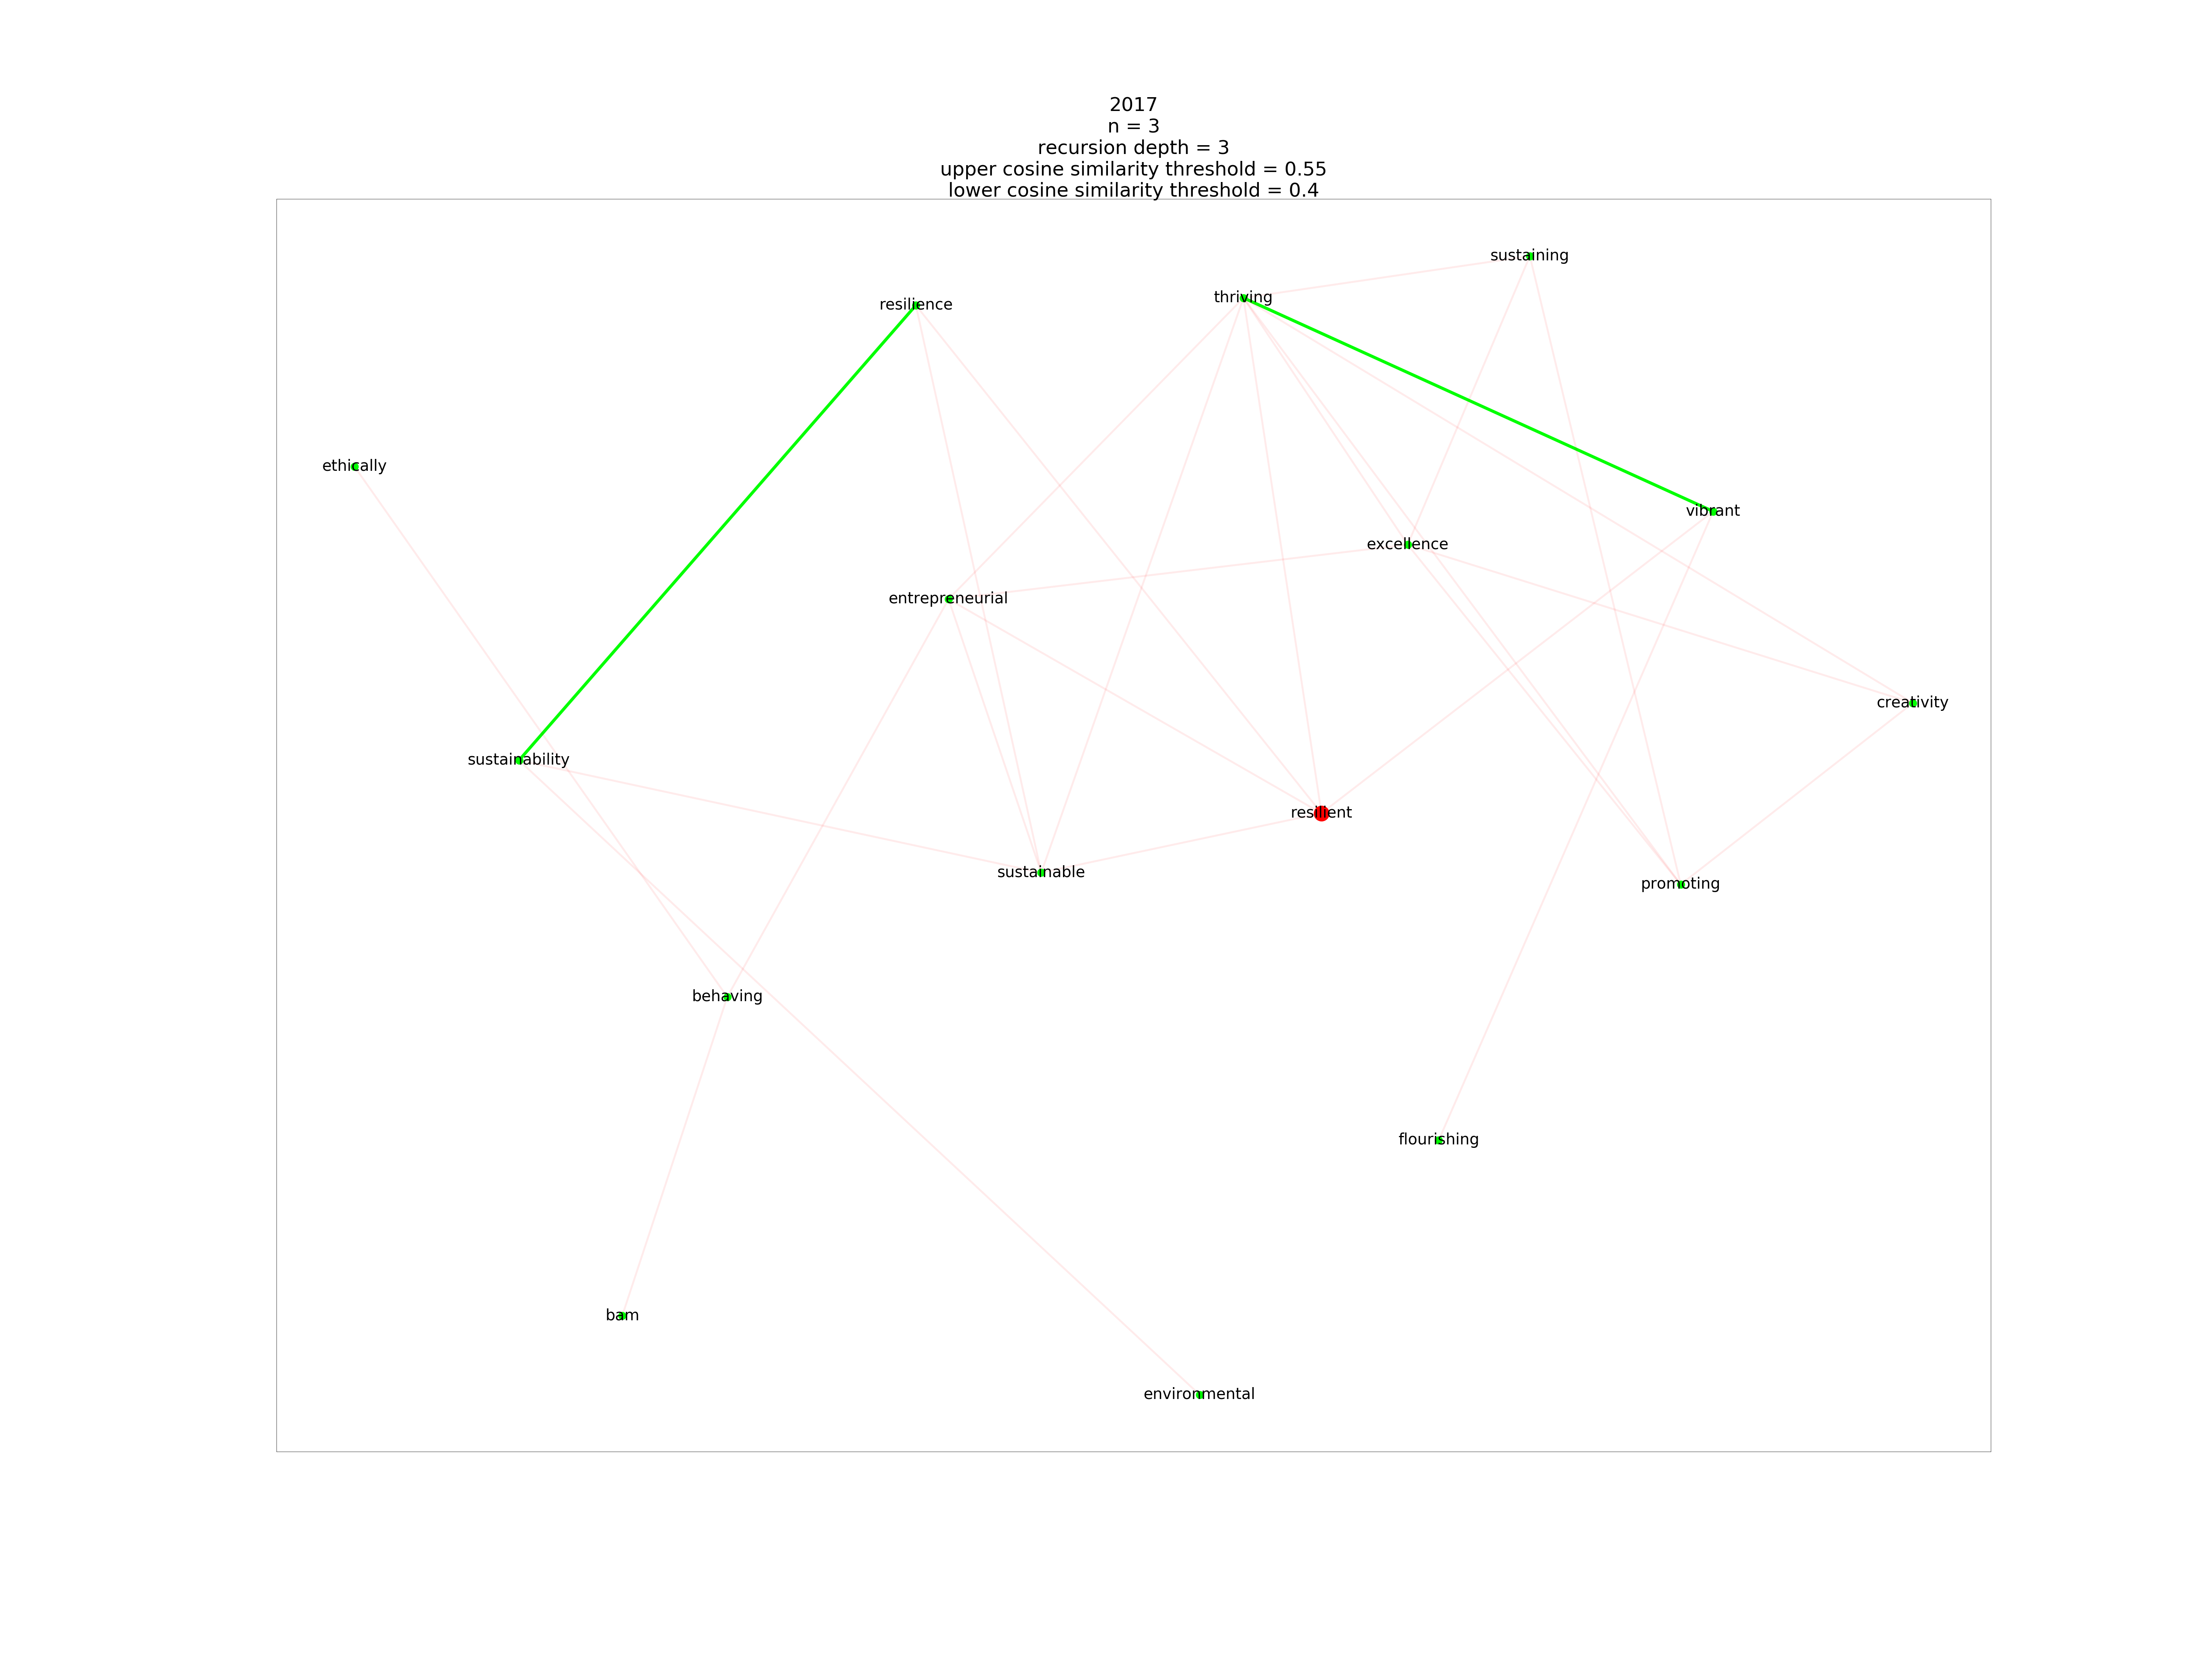 2017
n = 3
recursion depth = 3
upper cosine similarity threshold = 0.55
lower cosine similarity threshold = 0.4
sustaining
thriving
resilience
ethically
vibrant
excellence
entrepreneurial
creativity
sustainability
resilient
sustainable
promoting
behaving
flourishing
bam
environmental